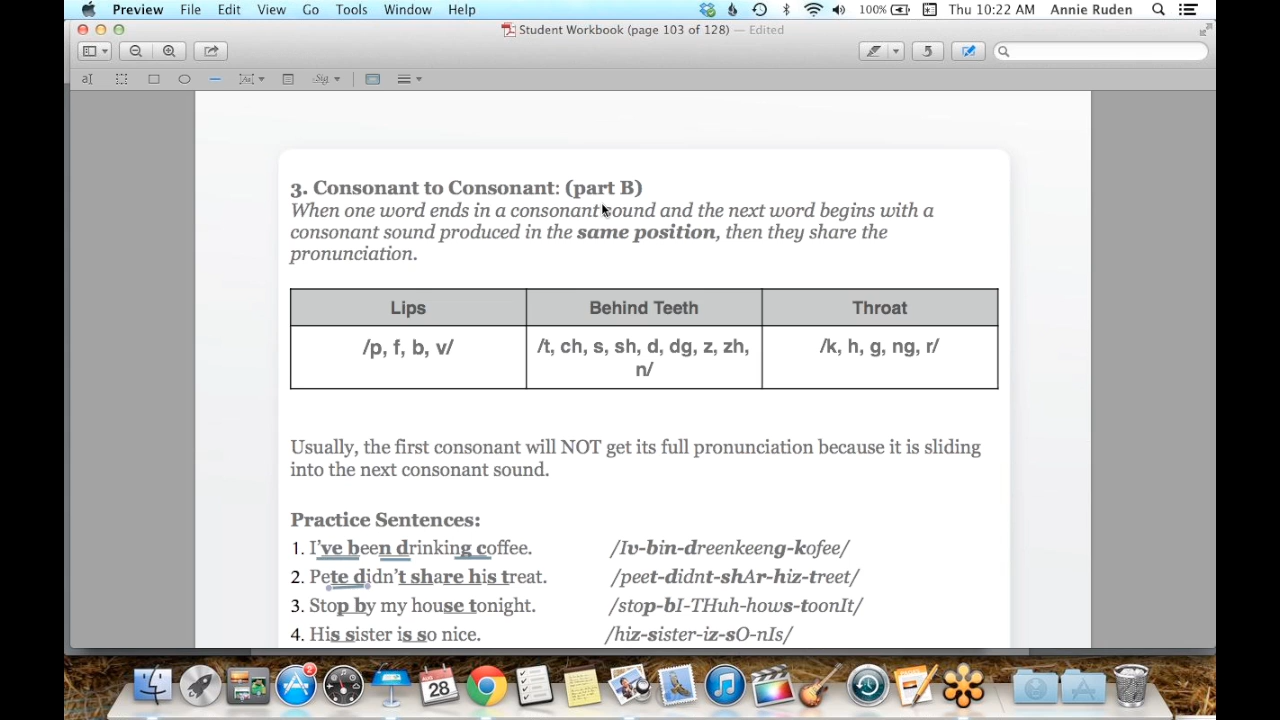 Preview File Edit View Go Tools Window Help 100% Thu 10:22 AM Annie Ruden
Student Workbook (page 103 of 128) — Edited
3. Consonant to Consonant: (part B)
When one word ends in a consonant sound and the next word begins with a
consonant sound produced in the same position, then they share the
pronunciation.
Lips Behind Teeth Throat
/p, f, b, v/ /t, ch, s, sh, d, dg, z, zh, /k, h, g, ng, r/
n/
Usually, the first consonant will NOT get its full pronunciation because it is sliding
into the next consonant sound.
Practice Sentences:
1. I've been drinking coffee. /Iv-bin-dreenkeeng-kofee/
2. Pete didn't share his treat. /peet-didnt-shAr-hiz-treet/
3. Stop by my house tonight. /stop-bI-THuh-hows-toonIt/
4. His sister is so nice. /hiz-sister-iz-sO-nIs/
2
28